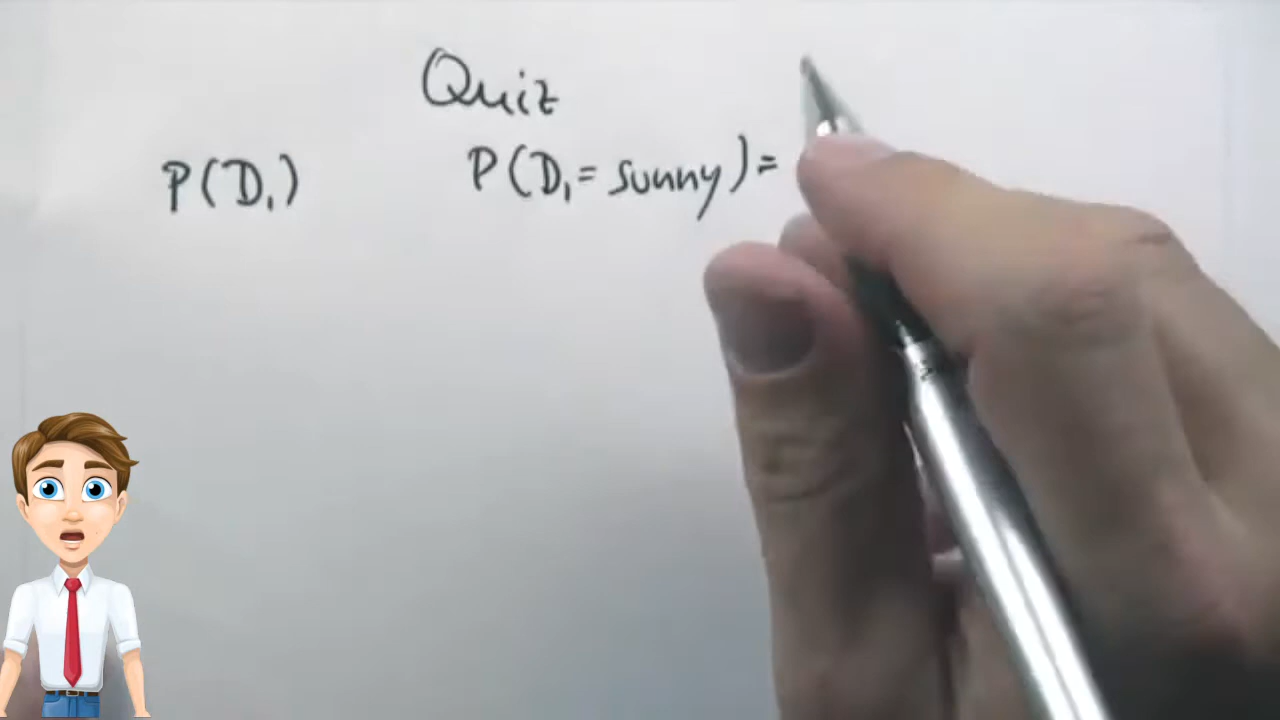 Quiz
P(D₁) P(D₁ = sunny) =